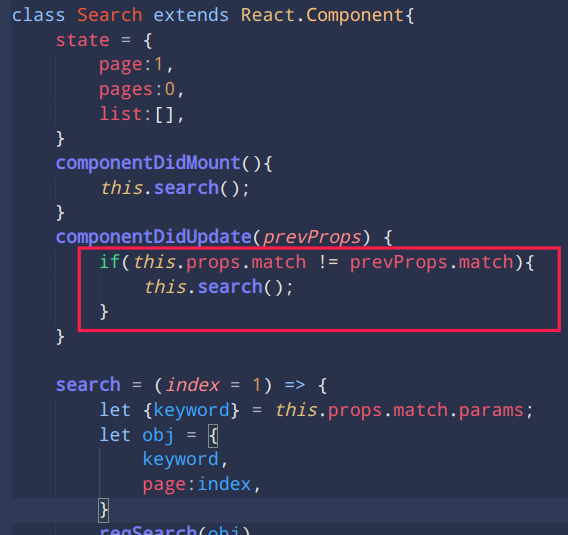 class Search extends React.Component{
state = {
page:1,
pages:0,
list:[],
}
componentDidMount(){
this.search();
}
componentDidUpdate(prevProps) {
if(this.props.match != prevProps.match){
this.search();
}
}
search = (index = 1) => {
let {keyword} = this.props.match.params;
let obj = {
keyword,
page:index,
}
reqSearch(obj)